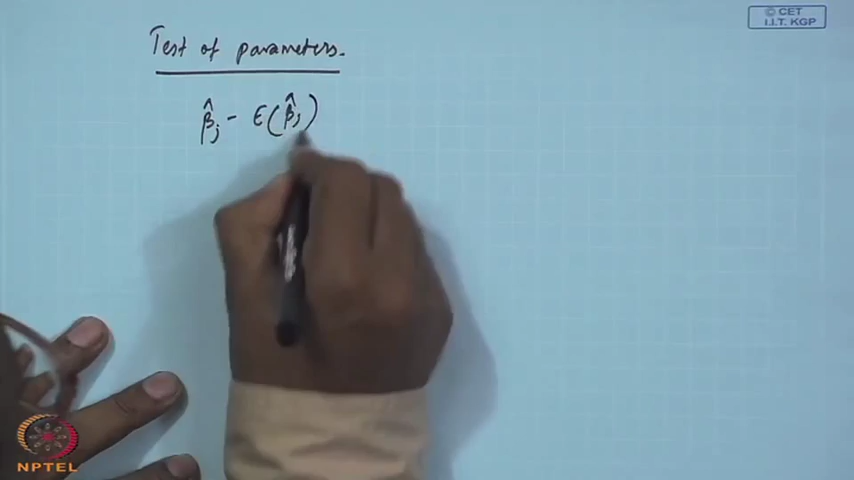 © CET
I.I.T. KGP
Test of parameters.
β̂j - E(β̂j)
NPTEL